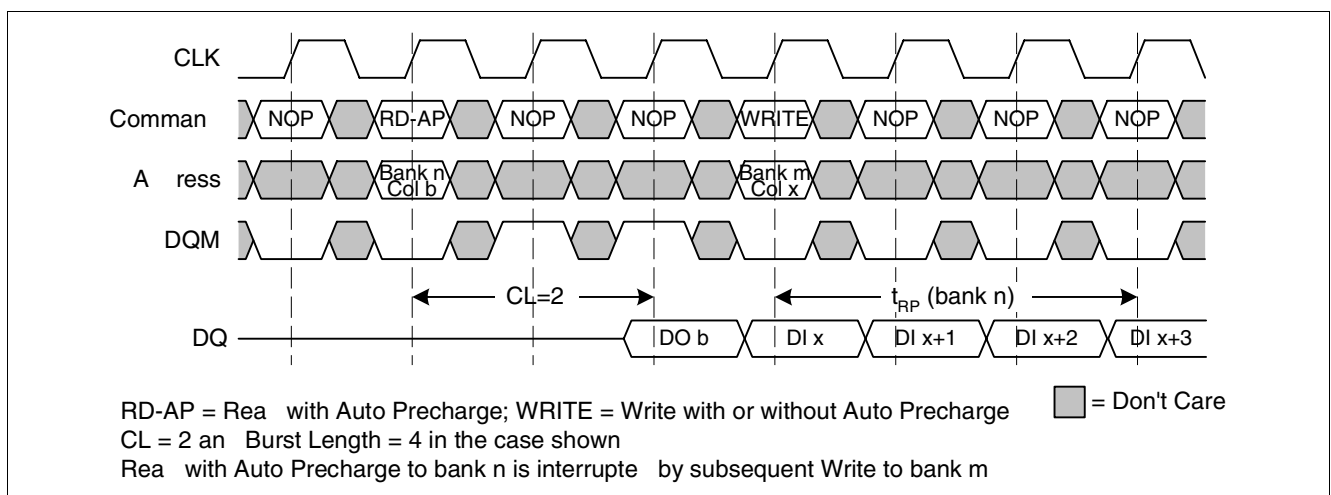 CLK
Comman NOP RD-AP NOP NOP WRITE NOP NOP NOP
A ress Bank n Col b Bank m Col x
DQM
CL=2 tRP (bank n)
DQ DO b DI x DI x+1 DI x+2 DI x+3
RD-AP = Rea with Auto Precharge; WRITE = Write with or without Auto Precharge = Don't Care
CL = 2 an Burst Length = 4 in the case shown
Rea with Auto Precharge to bank n is interrupte by subsequent Write to bank m